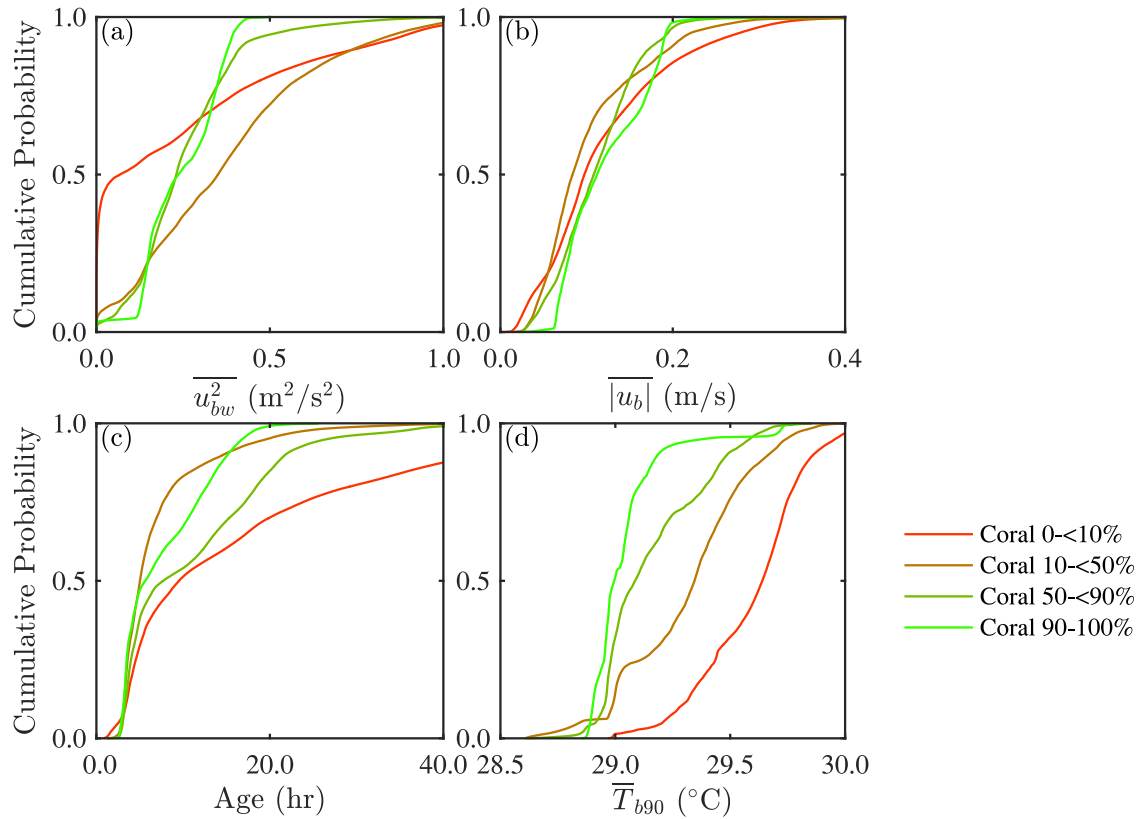 1.0 (a) 1.0 (b)
Cumulative Probability 0.5 0.5
0.0 0.0
0.0 0.5 1.0 0.0 0.2 0.4
$\overline{u_{bw}^2}$ (m²/s²) $\overline{|u_b|}$ (m/s)
1.0 (c) 1.0 (d)
Cumulative Probability 0.5 0.5
0.0 0.0
0.0 20.0 40.0 28.5 29.0 29.5 30.0
Age (hr) $\overline{T}_{b90}$ (°C)
Coral 0-<10%
Coral 10-<50%
Coral 50-<90%
Coral 90-100%